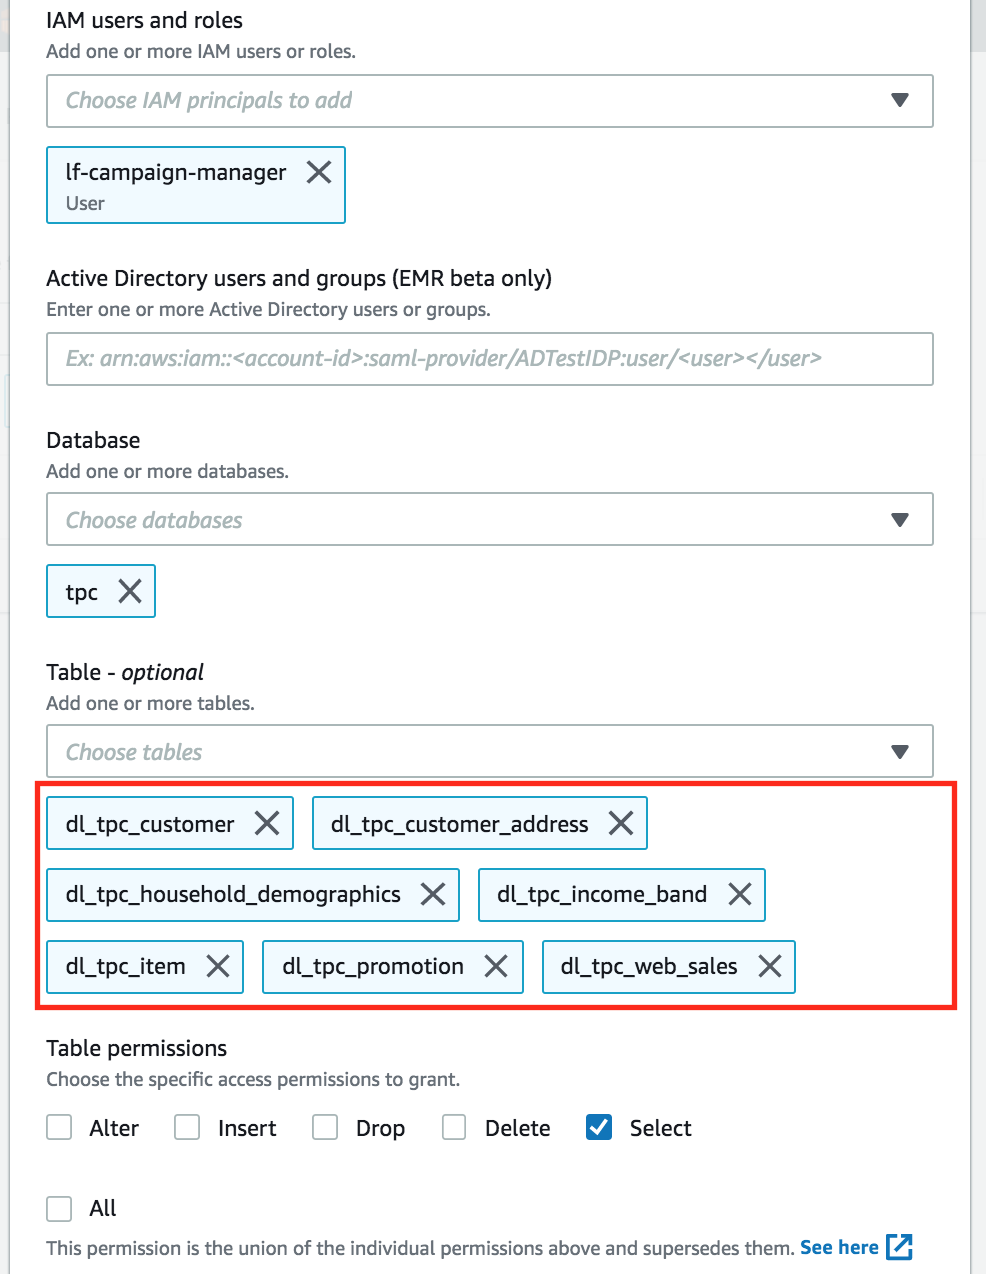 IAM users and roles
Add one or more IAM users or roles.
Choose IAM principals to add
lf-campaign-manager
User
Active Directory users and groups (EMR beta only)
Enter one or more Active Directory users or groups.
Ex: arn:aws:iam::<account-id>:saml-provider/ADTestIDP:user/<user></user>
Database
Add one or more databases.
Choose databases
tpc
Table - optional
Add one or more tables.
Choose tables
dl_tpc_customer dl_tpc_customer_address
dl_tpc_household_demographics dl_tpc_income_band
dl_tpc_item dl_tpc_promotion dl_tpc_web_sales
Table permissions
Choose the specific access permissions to grant.
Alter Insert Drop Delete Select
All
This permission is the union of the individual permissions above and supersedes them. See here